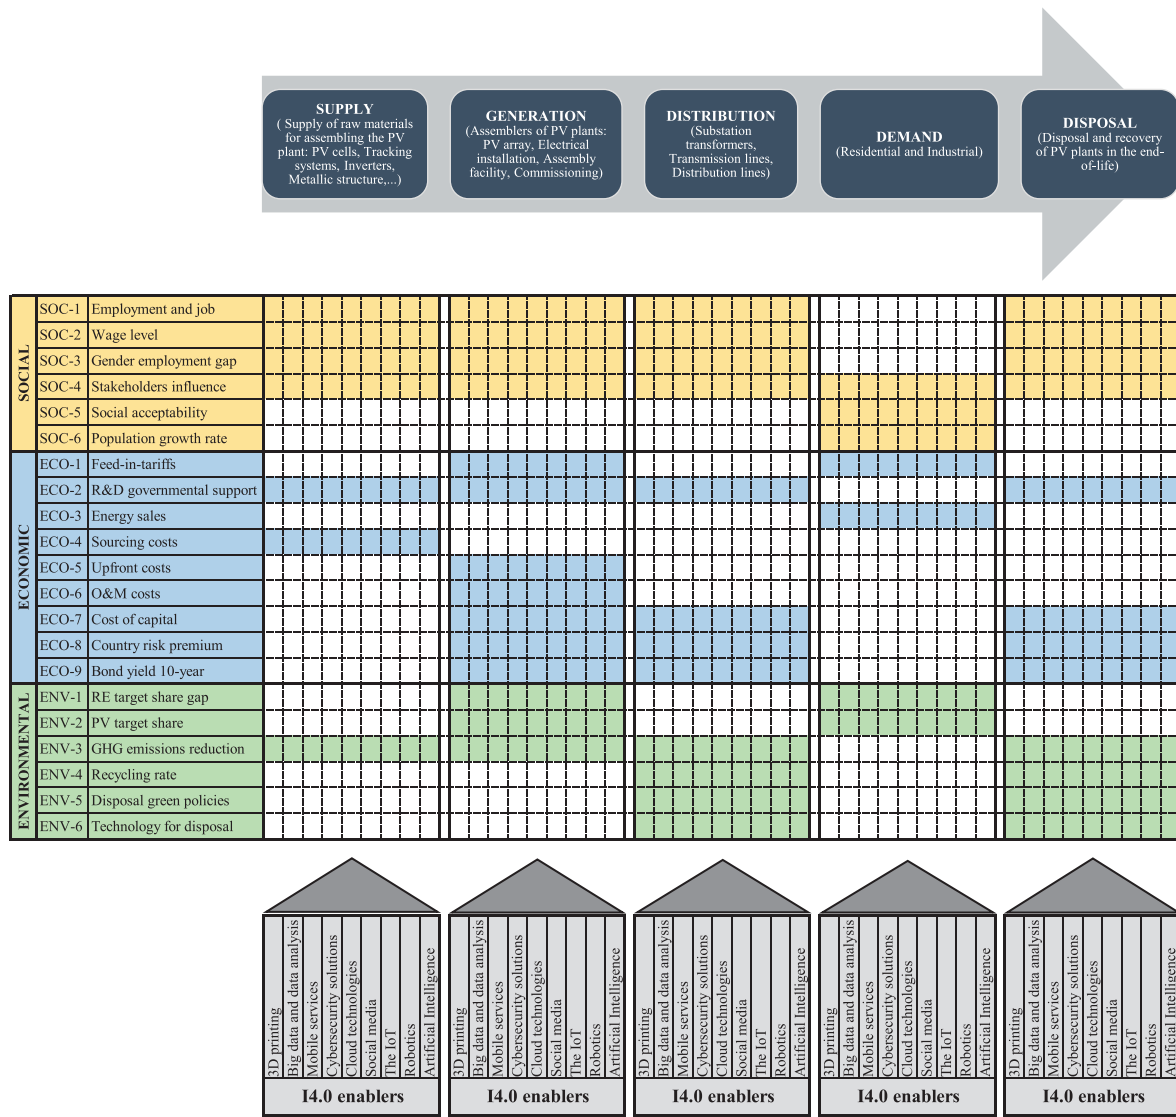 SUPPLY
( Supply of raw materials
for assembling the PV
plant: PV cells, Tracking
systems, Inverters,
Metallic structure,...)
GENERATION
(Assemblers of PV plants:
PV array, Electrical
installation, Assembly
facility, Commissioning)
DISTRIBUTION
(Substation
transformers,
Transmission lines,
Distribution lines)
DEMAND
(Residential and Industrial)
DISPOSAL
(Disposal and recovery
of PV plants in the end-
of-life)
SOCIAL
SOC-1 Employment and job
SOC-2 Wage level
SOC-3 Gender employment gap
SOC-4 Stakeholders influence
SOC-5 Social acceptability
SOC-6 Population growth rate
ECONOMIC
ECO-1 Feed-in-tariffs
ECO-2 R&D governmental support
ECO-3 Energy sales
ECO-4 Sourcing costs
ECO-5 Upfront costs
ECO-6 O&M costs
ECO-7 Cost of capital
ECO-8 Country risk premium
ECO-9 Bond yield 10-year
ENVIRONMENTAL
ENV-1 RE target share gap
ENV-2 PV target share
ENV-3 GHG emissions reduction
ENV-4 Recycling rate
ENV-5 Disposal green policies
ENV-6 Technology for disposal
3D printing
Big data and data analysis
Mobile services
Cybersecurity solutions
Cloud technologies
Social media
The IoT
Robotics
Artificial Intelligence
I4.0 enablers
3D printing
Big data and data analysis
Mobile services
Cybersecurity solutions
Cloud technologies
Social media
The IoT
Robotics
Artificial Intelligence
I4.0 enablers
3D printing
Big data and data analysis
Mobile services
Cybersecurity solutions
Cloud technologies
Social media
The IoT
Robotics
Artificial Intelligence
I4.0 enablers
3D printing
Big data and data analysis
Mobile services
Cybersecurity solutions
Cloud technologies
Social media
The IoT
Robotics
Artificial Intelligence
I4.0 enablers
3D printing
Big data and data analysis
Mobile services
Cybersecurity solutions
Cloud technologies
Social media
The IoT
Robotics
Artificial Intelligence
I4.0 enablers